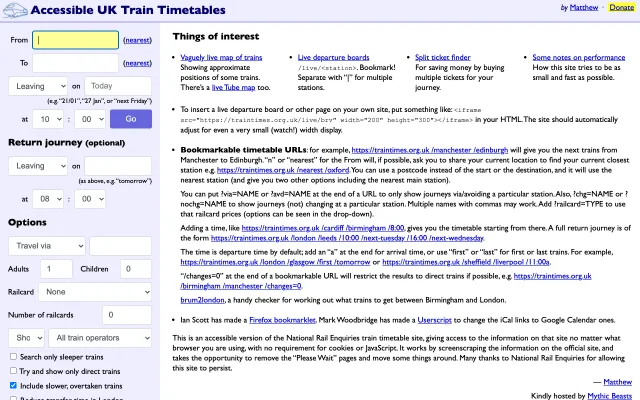 Accessible UK Train Timetables
by Matthew · Donate
From
(nearest)
To
(nearest)
Leaving on Today
(e.g. "21/01", "27 Jan", or "next Friday")
at 10 : 00 Go
Return journey (optional)
Leaving on
(as above, e.g. "tomorrow")
at 08 : 00
Options
Travel via
Adults 1 Children 0
Railcard None
Number of railcards 0
Sho All train operators
Search only sleeper trains
Try and show only direct trains
Include slower, overtaken trains
Reduce transfer time in London
Things of interest
Vaguely live map of trains
Showing approximate
positions of some trains.
There's a live Tube map too.
Live departure boards
/live/<station>. Bookmark!
Separate with "|" for multiple
stations.
Split ticket finder
For saving money by buying
multiple tickets for your
journey.
Some notes on performance
How this site tries to be as
small and fast as possible.
To insert a live departure board or other page on your own site, put something like: <iframe
src="https://traintimes.org.uk/live/brv" width="200" height="300"></iframe> in your HTML. The site should automatically
adjust for even a very small (watch!) width display.
Bookmarkable timetable URLs: for example, https://traintimes.org.uk /manchester /edinburgh will give you the next trains from
Manchester to Edinburgh. "n" or "nearest" for the From will, if possible, ask you to share your current location to find your current closest
station e.g. https://traintimes.org.uk /nearest /oxford. You can use a postcode instead of the start or the destination, and it will use the
nearest station (and give you two other options including the nearest main station).
You can put ?via=NAME or ?avd=NAME at the end of a URL to only show journeys via/avoiding a particular station. Also, ?chg=NAME or ?
nochg=NAME to show journeys (not) changing at a particular station. Multiple names with commas may work. Add ?railcard=TYPE to use
that railcard prices (options can be seen in the drop-down).
Adding a time, like https://traintimes.org.uk /cardiff /birmingham /8:00, gives you the timetable starting from there. A full return journey is of
the form https://traintimes.org.uk /london /leeds /10:00 /next-tuesday /16:00 /next-wednesday.
The time is departure time by default; add an "a" at the end for arrival time, or use "first" or "last" for first or last trains. For example,
https://traintimes.org.uk /london /glasgow /first /tomorrow or https://traintimes.org.uk /sheffield /liverpool /11:00a.
"/changes=0" at the end of a bookmarkable URL will restrict the results to direct trains if possible, e.g. https://traintimes.org.uk
/birmingham /manchester /changes=0.
brum2london, a handy checker for working out what trains to get between Birmingham and London.
Ian Scott has made a Firefox bookmarklet, Mark Woodbridge has made a Userscript to change the iCal links to Google Calendar ones.
This is an accessible version of the National Rail Enquiries train timetable site, giving access to the information on that site no matter what
browser you are using, with no requirement for cookies or JavaScript. It works by screenscraping the information on the official site, and
takes the opportunity to remove the "Please Wait" pages and move some things around. Many thanks to National Rail Enquiries for allowing
this site to persist.
— Matthew
Kindly hosted by Mythic Beasts